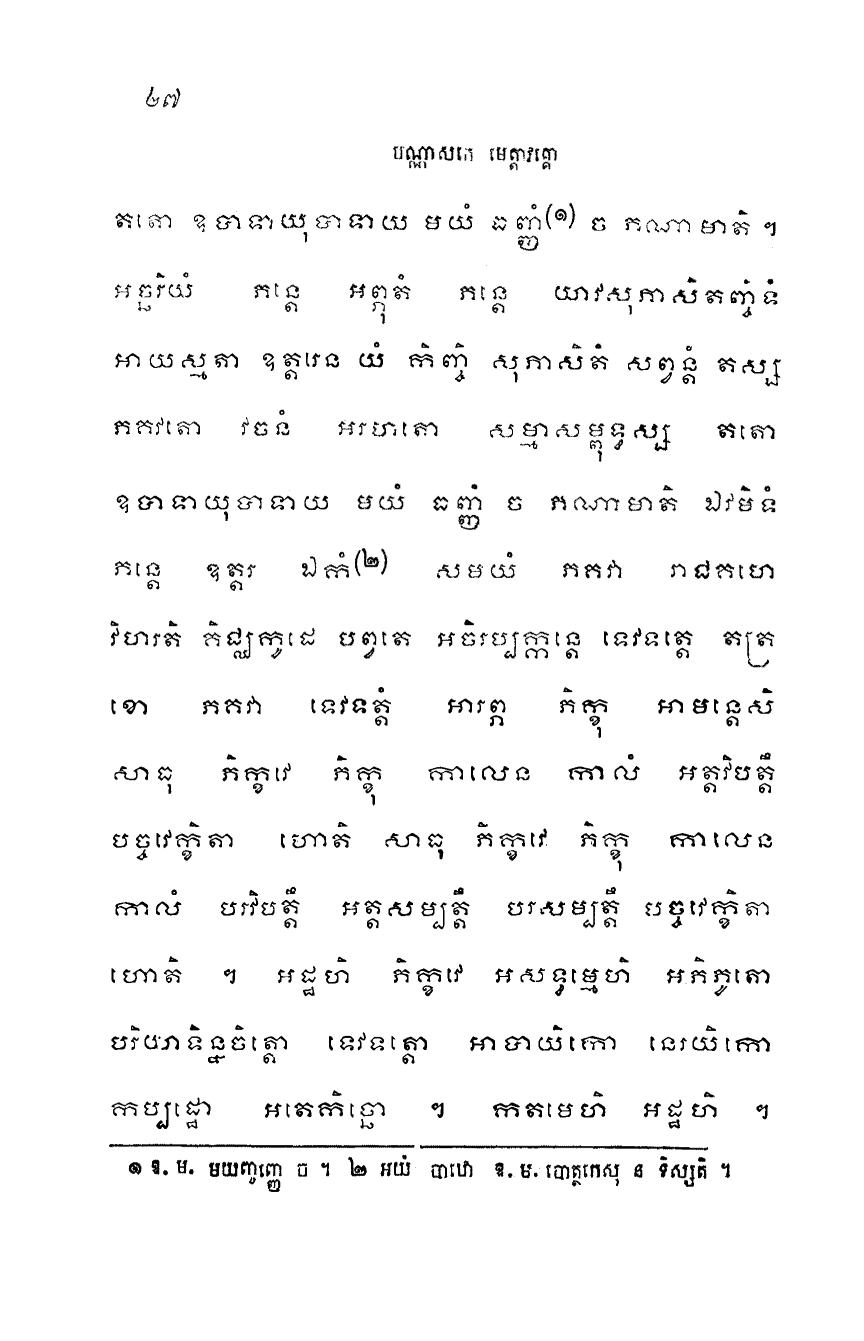 ២៧
បណ្ណាសកេ មេត្តាវគ្គោ
តតោ ឧបាទាយុបាទាយ មយំ ធញ្ញំ(១) ច ភណាមាតិ ។
អច្ឆរិយំ ភន្តេ អព្ភុតំ ភន្តេ យាវសុភាសិតញ្ចិទំ
អាយស្មតា ឧត្តរេន យំ កិញ្ចិ សុភាសិតំ សព្វន្តំ តស្ស
ភគវតោ វចនំ អរហតោ សម្មាសម្ពុទ្ធស្ស តតោ
ឧបាទាយុបាទាយ មយំ ធញ្ញំ ច ភណាមាតិ ឯវមិទំ
ភន្តេ ឧត្តរ ឯកំ(២) សមយំ ភគវា រាជគហេ
វិហរតិ គិជ្ឈកូដេ បព្វតេ អចិរប្បក្កន្តេ ទេវទត្តេ តត្រ
ខោ ភគវា ទេវទត្តំ អារព្ភ ភិក្ខុ អាមន្តេសិ
សាធុ ភិក្ខវេ ភិក្ខុ កាលេន កាលំ អត្តវិបត្តឹ
បច្ចវេក្ខិតា ហោតិ សាធុ ភិក្ខវេ ភិក្ខុ កាលេន
កាលំ បរវិបត្តឹ អត្តសម្បត្តឹ បរសម្បត្តឹ បច្ចវេក្ខិតា
ហោតិ ។ អដ្ឋហិ ភិក្ខវេ អសទ្ធម្មេហិ អភិភូតោ
បរិយាទិន្នចិត្តោ ទេវទត្តោ អាបាយិកោ នេរយិកោ
កប្បដ្ឋោ អតេកិច្ឆោ ។ កតមេហិ អដ្ឋហិ ។
១ ឱ. ម. មយញ្ចញ្ញេ ច ។ ២ អយំ បាឋោ ឱ. ម. បោត្ថកេសុ ន ទិស្សតិ ។